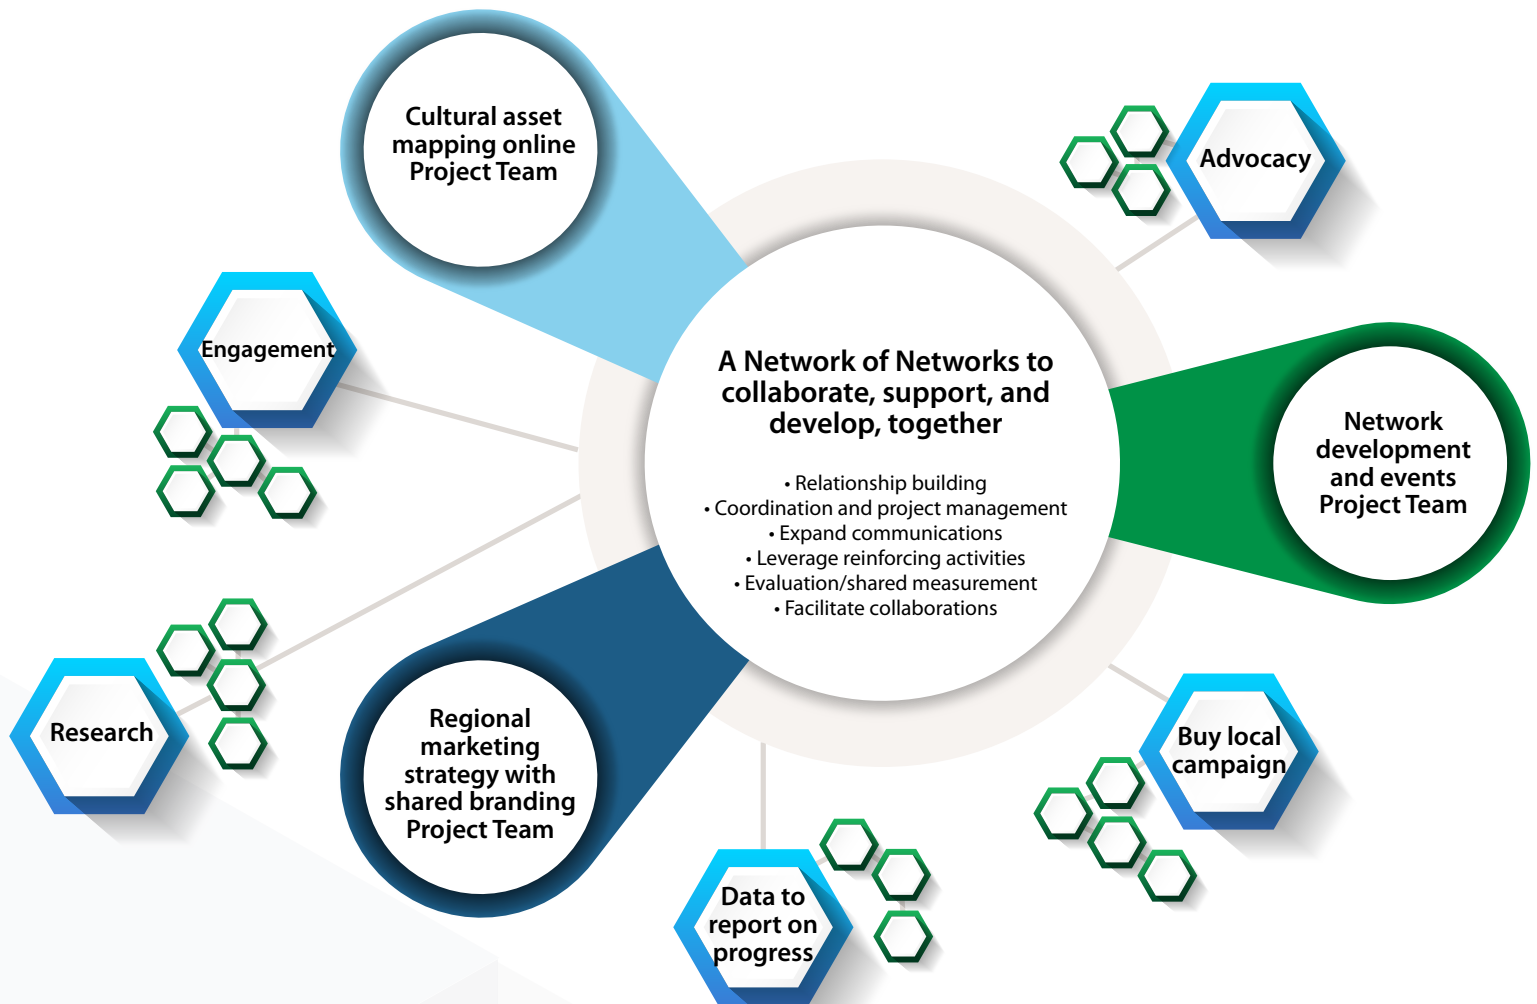 Cultural asset
mapping online
Project Team
Advocacy
Engagement
A Network of Networks to
collaborate, support, and
develop, together
• Relationship building
• Coordination and project management
• Expand communications
• Leverage reinforcing activities
• Evaluation/shared measurement
• Facilitate collaborations
Network
development
and events
Project Team
Research
Regional
marketing
strategy with
shared branding
Project Team
Buy local
campaign
Data to
report on
progress